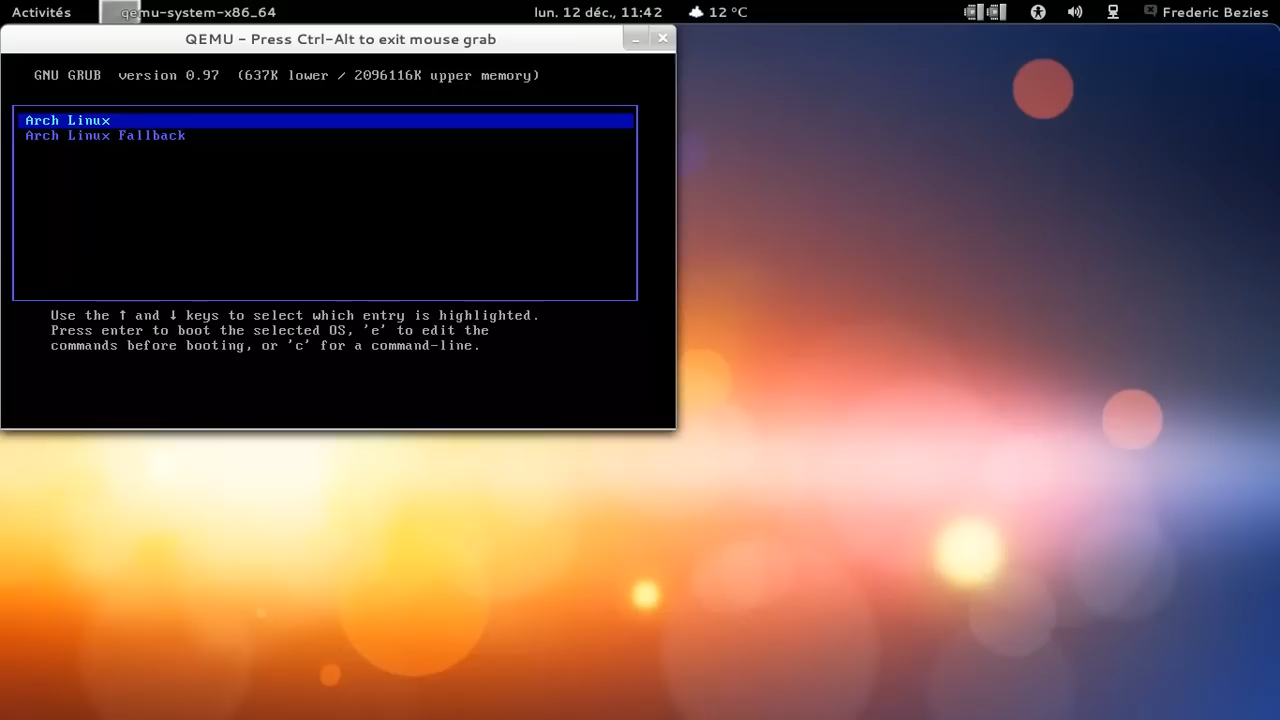 Activités qemu-system-x86_64 lun. 12 déc., 11:42 12 °C Frederic Bezies
QEMU - Press Ctrl-Alt to exit mouse grab
GNU GRUB version 0.97 (637K lower / 2096116K upper memory)
Arch Linux
Arch Linux Fallback
Use the ↑ and ↓ keys to select which entry is highlighted.
Press enter to boot the selected OS, 'e' to edit the
commands before booting, or 'c' for a command-line.